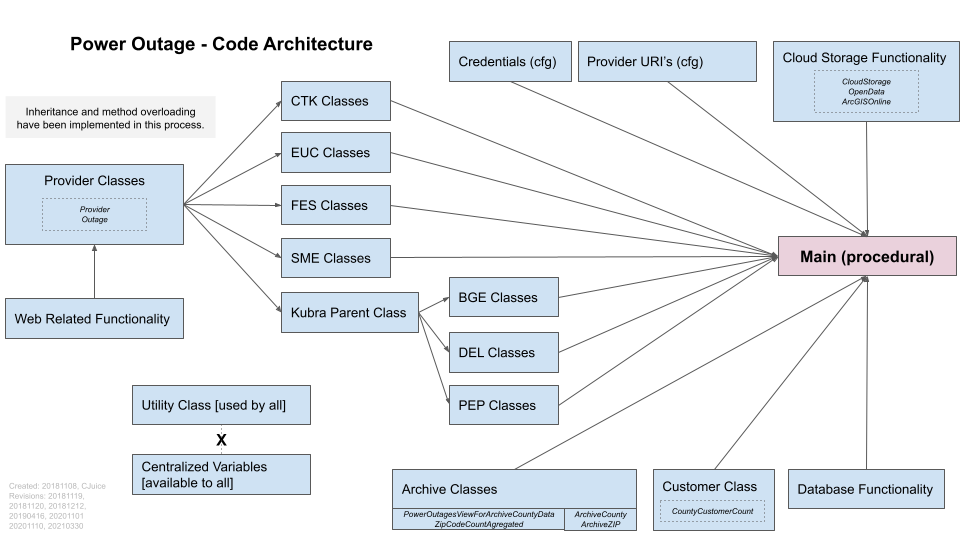 Power Outage - Code Architecture
Credentials (cfg)
Provider URI's (cfg)
Cloud Storage Functionality
CloudStorage
OpenData
ArcGISOnline
Inheritance and method overloading
have been implemented in this process.
CTK Classes
EUC Classes
FES Classes
SME Classes
Kubra Parent Class
Provider Classes
Provider
Outage
Web Related Functionality
BGE Classes
DEL Classes
PEP Classes
Main (procedural)
Utility Class [used by all]
X
Centralized Variables
[available to all]
Archive Classes
PowerOutagesViewForArchiveCountyData
ZipCodeCountAgregated
ArchiveCounty
ArchiveZIP
Customer Class
CountyCustomerCount
Database Functionality
Created: 20181108, CJuice
Revisions: 20181119,
20181120, 20181212,
20190416, 20201101
20201110, 20210330